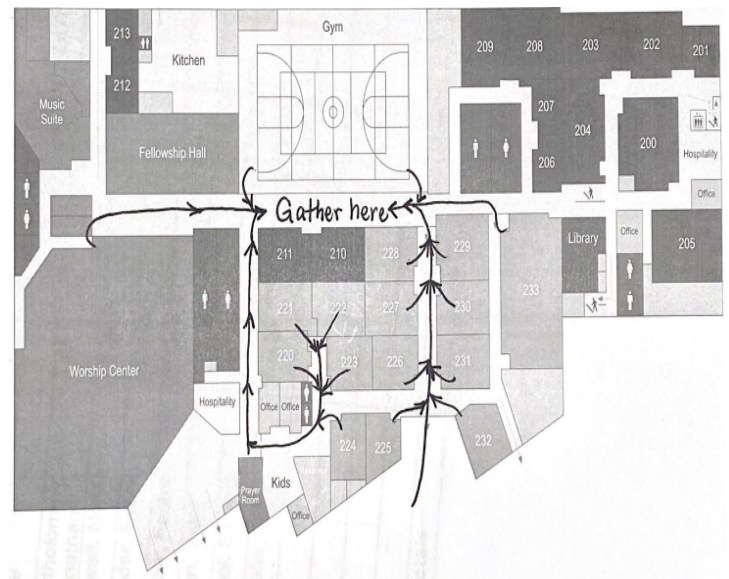 Gym
213
Kitchen
212
209
208
203
202
201
Music
Suite
207
204
200
206
Fellowship Hall
Hospitality
Office
Gather here
211
210
228
229
Library
Office
205
221
222
227
230
233
220
223
226
231
Worship Center
Hospitality
Office
Office
224
225
232
Prayer
Room
Kids
Office